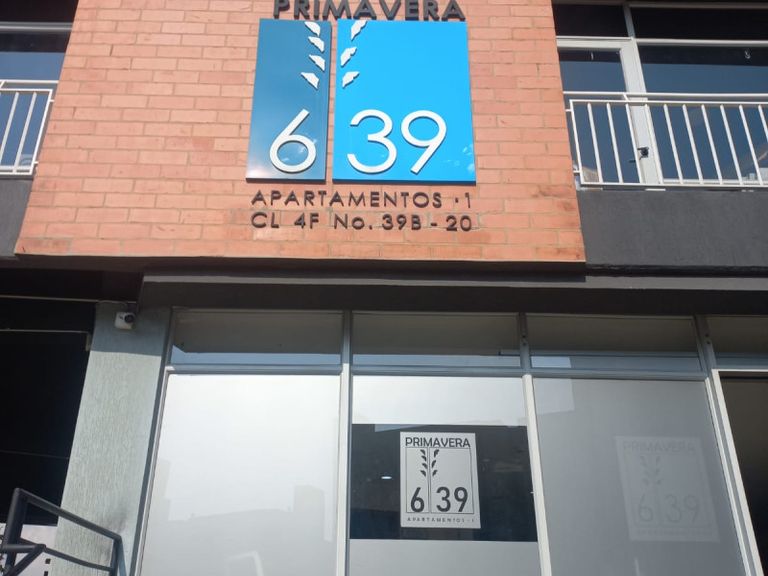 PRIMAVERA
6 39
APARTAMENTOS · 1
CL 4F No. 39B - 20
PRIMAVERA
6 39
APARTAMENTOS · 1
PRIMAVERA
6 39